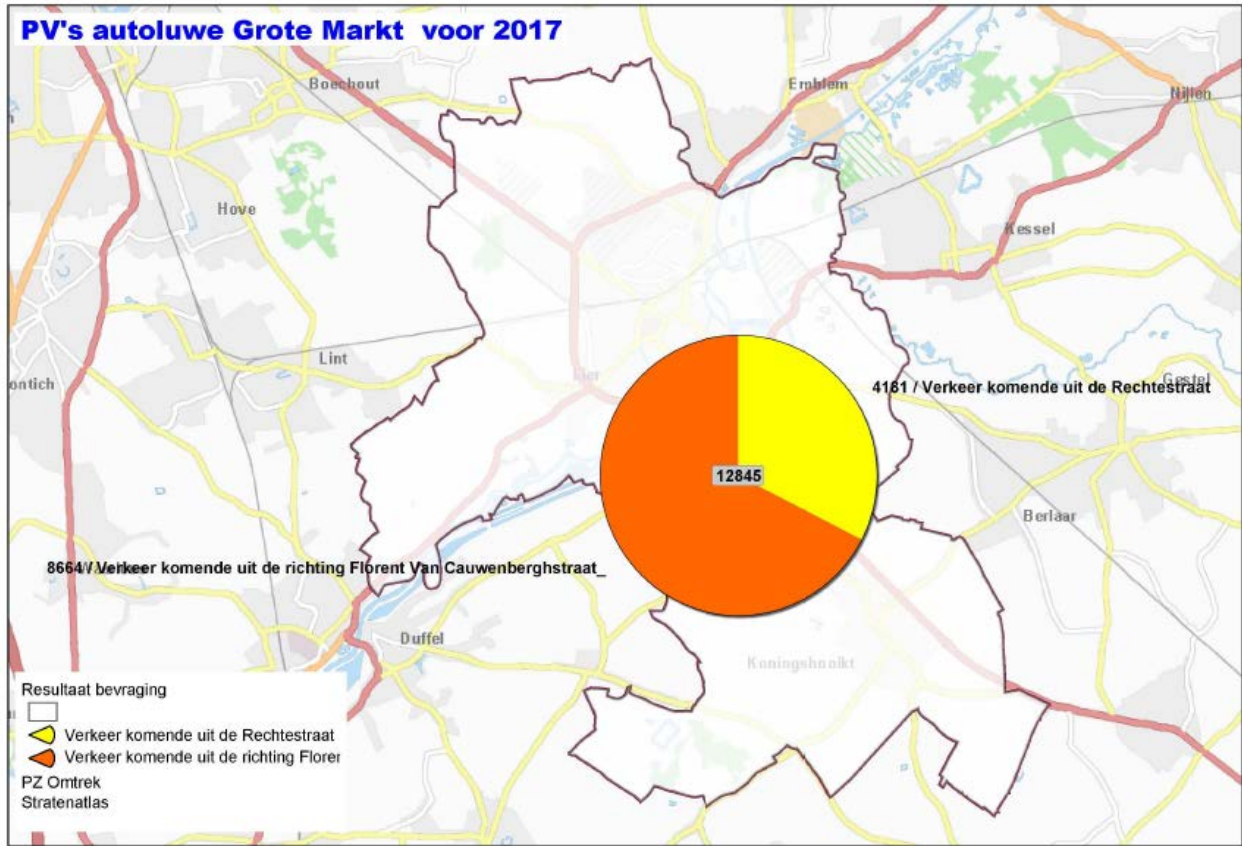 PV's autoluwe Grote Markt voor 2017
Boechout
Emblem
Nijlen
Hove
Kessel
Lint
ontich
Lier
Gestel
4181 / Verkeer komende uit de Rechtestraat
12845
Berlaar
8664 / Verkeer komende uit de richting Florent Van Cauwenberghstraat_
Duffel
Koningshooikt
Resultaat bevraging
Verkeer komende uit de Rechtestraat
Verkeer komende uit de richting Florer
PZ Omtrek
Stratenatlas